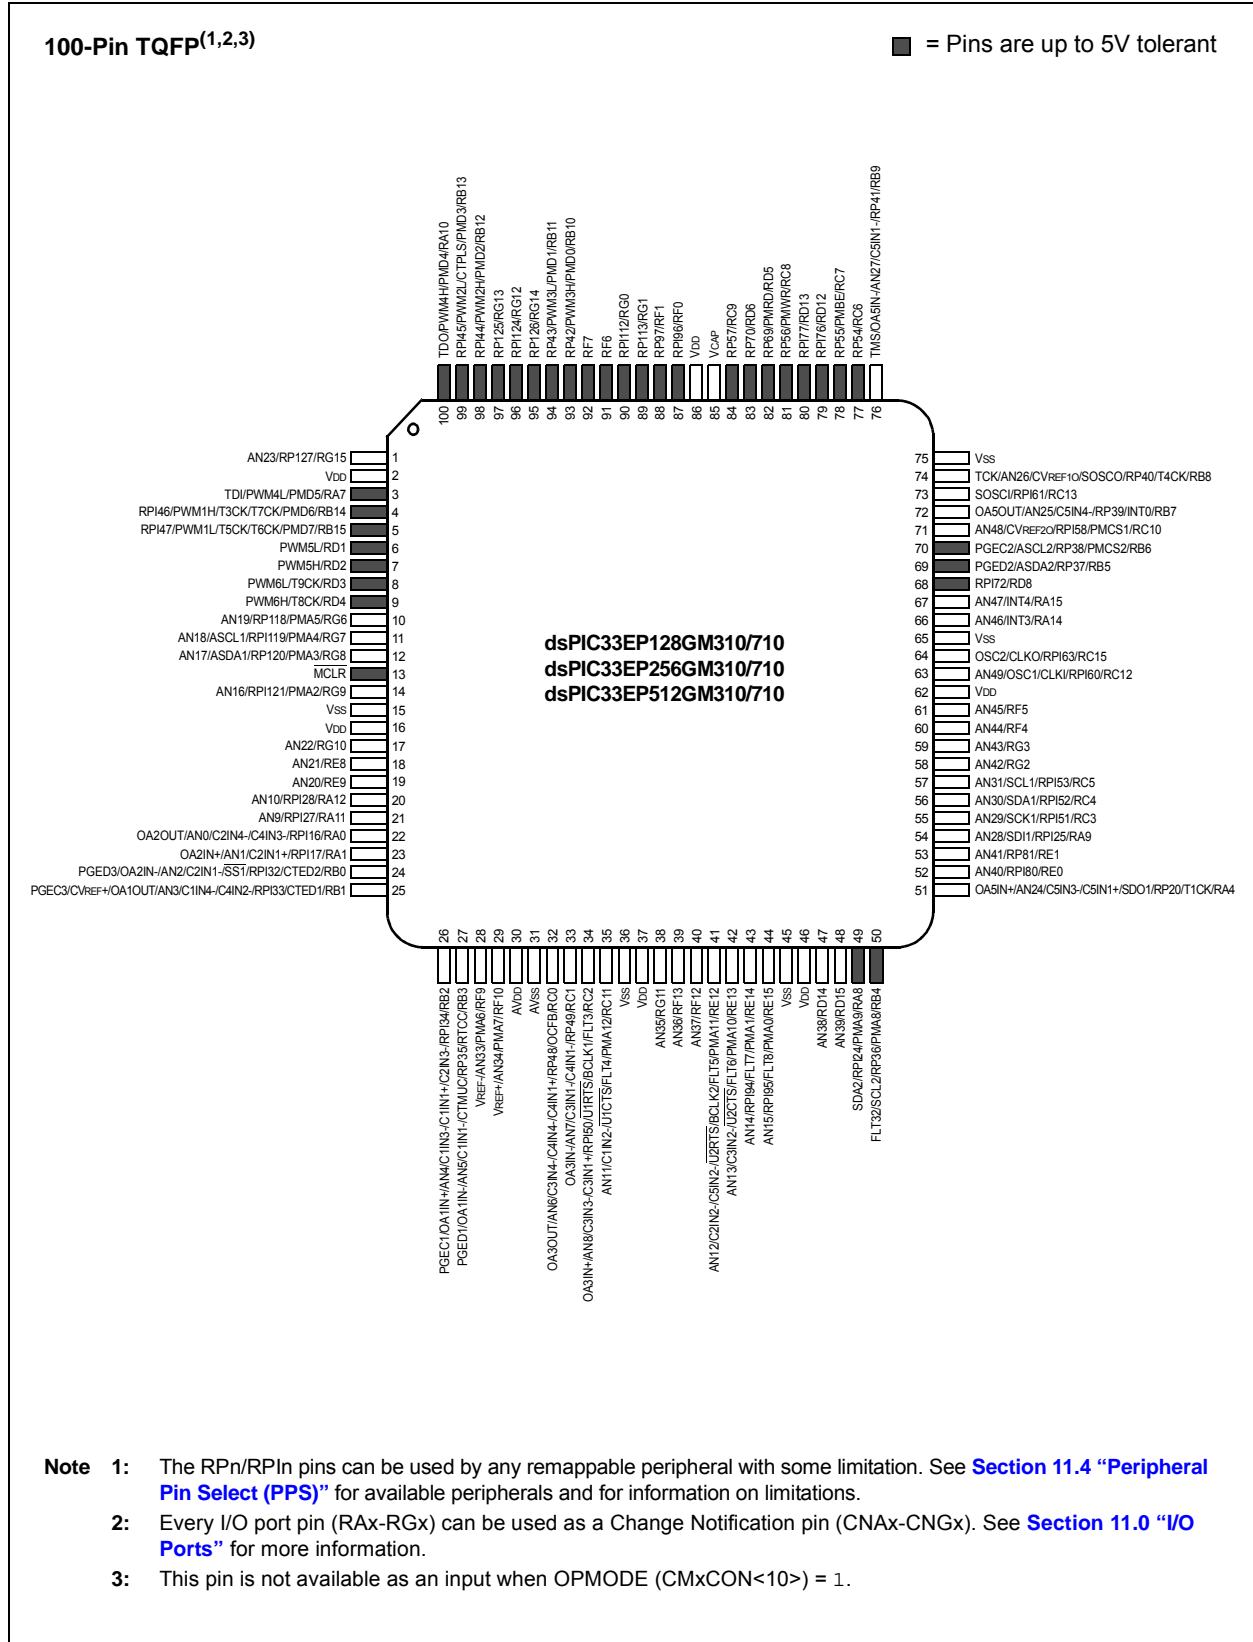 100-Pin TQFP(1,2,3)
= Pins are up to 5V tolerant
TDO/PWM4H/PMD4/RA10
RPI45/PWM2L/CTPLS/PMD3/RB13
RPI44/PWM2H/PMD2/RB12
RP125/RG13
RPI124/RG12
RP126/RG14
RP43/PWM3L/PMD1/RB11
RP42/PWM3H/PMD0/RB10
RF7
RF6
RPI112/RG0
RP113/RG1
RP97/RF1
RPI96/RF0
VDD
VCAP
RP57/RC9
RP70/RD6
RP69/PMRD/RD5
RP56/PMWR/RC8
RPI77/RD13
RPI76/RD12
RP55/PMBE/RC7
RP54/RC6
TMS/OA5IN-/AN27/C5IN1-/RP41/RB9
100 99 98 97 96 95 94 93 92 91 90 89 88 87 86 85 84 83 82 81 80 79 78 77 76
AN23/RP127/RG15 1
VDD 2
TDI/PWM4L/PMD5/RA7 3
RPI46/PWM1H/T3CK/T7CK/PMD6/RB14 4
RPI47/PWM1L/T5CK/T6CK/PMD7/RB15 5
PWM5L/RD1 6
PWM5H/RD2 7
PWM6L/T9CK/RD3 8
PWM6H/T8CK/RD4 9
AN19/RP118/PMA5/RG6 10
AN18/ASCL1/RPI119/PMA4/RG7 11
AN17/ASDA1/RP120/PMA3/RG8 12
MCLR 13
AN16/RPI121/PMA2/RG9 14
VSS 15
VDD 16
AN22/RG10 17
AN21/RE8 18
AN20/RE9 19
AN10/RPI28/RA12 20
AN9/RPI27/RA11 21
OA2OUT/AN0/C2IN4-/C4IN3-/RPI16/RA0 22
OA2IN+/AN1/C2IN1+/RPI17/RA1 23
PGED3/OA2IN-/AN2/C2IN1-/SS1/RPI32/CTED2/RB0 24
PGEC3/CVREF+/OA1OUT/AN3/C1IN4-/C4IN2-/RPI33/CTED1/RB1 25
dsPIC33EP128GM310/710
dsPIC33EP256GM310/710
dsPIC33EP512GM310/710
75 VSS
74 TCK/AN26/CVREF1O/SOSCO/RP40/T4CK/RB8
73 SOSCI/RPI61/RC13
72 OA5OUT/AN25/C5IN4-/RP39/INT0/RB7
71 AN48/CVREF2O/RPI58/PMCS1/RC10
70 PGEC2/ASCL2/RP38/PMCS2/RB6
69 PGED2/ASDA2/RP37/RB5
68 RPI72/RD8
67 AN47/INT4/RA15
66 AN46/INT3/RA14
65 VSS
64 OSC2/CLKO/RPI63/RC15
63 AN49/OSC1/CLKI/RPI60/RC12
62 VDD
61 AN45/RF5
60 AN44/RF4
59 AN43/RG3
58 AN42/RG2
57 AN31/SCL1/RPI53/RC5
56 AN30/SDA1/RPI52/RC4
55 AN29/SCK1/RPI51/RC3
54 AN28/SDI1/RPI25/RA9
53 AN41/RP81/RE1
52 AN40/RPI80/RE0
51 OA5IN+/AN24/C5IN3-/C5IN1+/SDO1/RP20/T1CK/RA4
26 27 28 29 30 31 32 33 34 35 36 37 38 39 40 41 42 43 44 45 46 47 48 49 50
PGEC1/OA1IN+/AN4/C1IN3-/C1IN1+/C2IN3-/RPI34/RB2
PGED1/OA1IN-/AN5/C1IN1-/CTMUC/RP35/RTCC/RB3
VREF-/AN33/PMA6/RF9
VREF+/AN34/PMA7/RF10
AVDD
AVSS
OA3OUT/AN6/C3IN4-/C4IN4-/C4IN1+/RP48/OCFB/RC0
OA3IN-/AN7/C3IN1-/C4IN1-/RP49/RC1
OA3IN+/AN8/C3IN3-/C3IN1+/RPI50/U1RTS/BCLK1/FLT3/RC2
AN11/C1IN2-/U1CTS/FLT4/PMA12/RC11
VSS
VDD
AN35/RG11
AN36/RF13
AN37/RF12
AN12/C2IN2-/C5IN2-/U2RTS/BCLK2/FLT5/PMA11/RE12
AN13/C3IN2-/U2CTS/FLT6/PMA10/RE13
AN14/RPI94/FLT7/PMA1/RE14
AN15/RPI95/FLT8/PMA0/RE15
VSS
VDD
AN38/RD14
AN39/RD15
SDA2/RPI24/PMA9/RA8
FLT32/SCL2/RP36/PMA8/RB4
Note 1: The RPn/RPIn pins can be used by any remappable peripheral with some limitation. See Section 11.4 “Peripheral
Pin Select (PPS)” for available peripherals and for information on limitations.
2: Every I/O port pin (RAx-RGx) can be used as a Change Notification pin (CNAx-CNGx). See Section 11.0 “I/O
Ports” for more information.
3: This pin is not available as an input when OPMODE (CMxCON<10>) = 1.